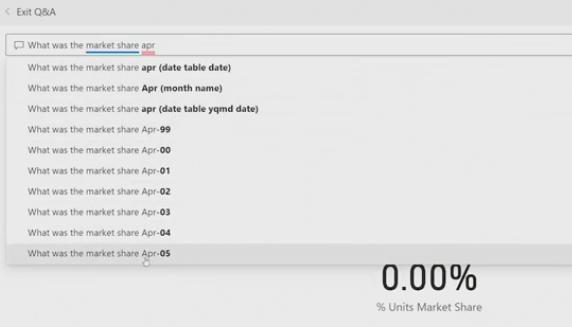 Exit Q&A
What was the market share apr
What was the market share apr (date table date)
What was the market share Apr (month name)
What was the market share apr (date table yqmd date)
What was the market share Apr-99
What was the market share Apr-00
What was the market share Apr-01
What was the market share Apr-02
What was the market share Apr-03
What was the market share Apr-04
What was the market share Apr-05
0.00%
% Units Market Share